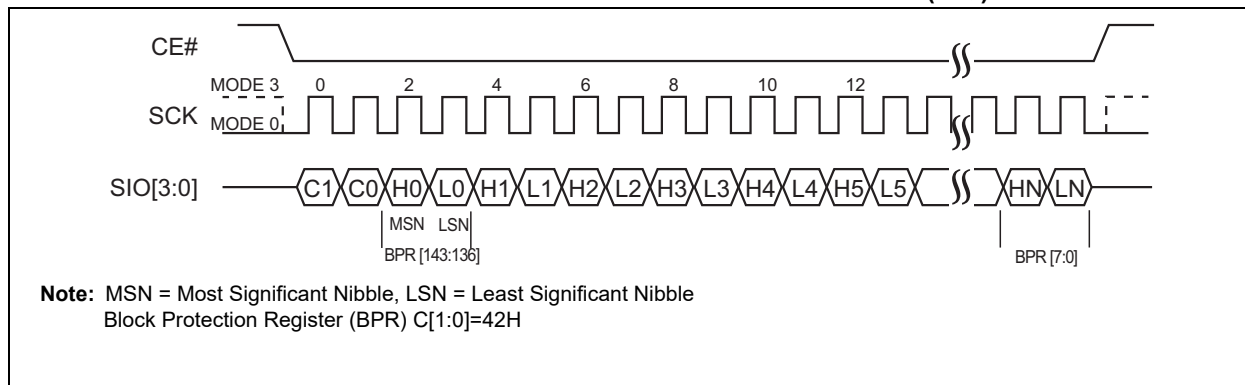 CE#
MODE 3 0 2 4 6 8 10 12
SCK
MODE 0
SIO[3:0] C1 C0 H0 L0 H1 L1 H2 L2 H3 L3 H4 L4 H5 L5 HN LN
MSN LSN
BPR [143:136] BPR [7:0]
Note: MSN = Most Significant Nibble, LSN = Least Significant Nibble
Block Protection Register (BPR) C[1:0]=42H